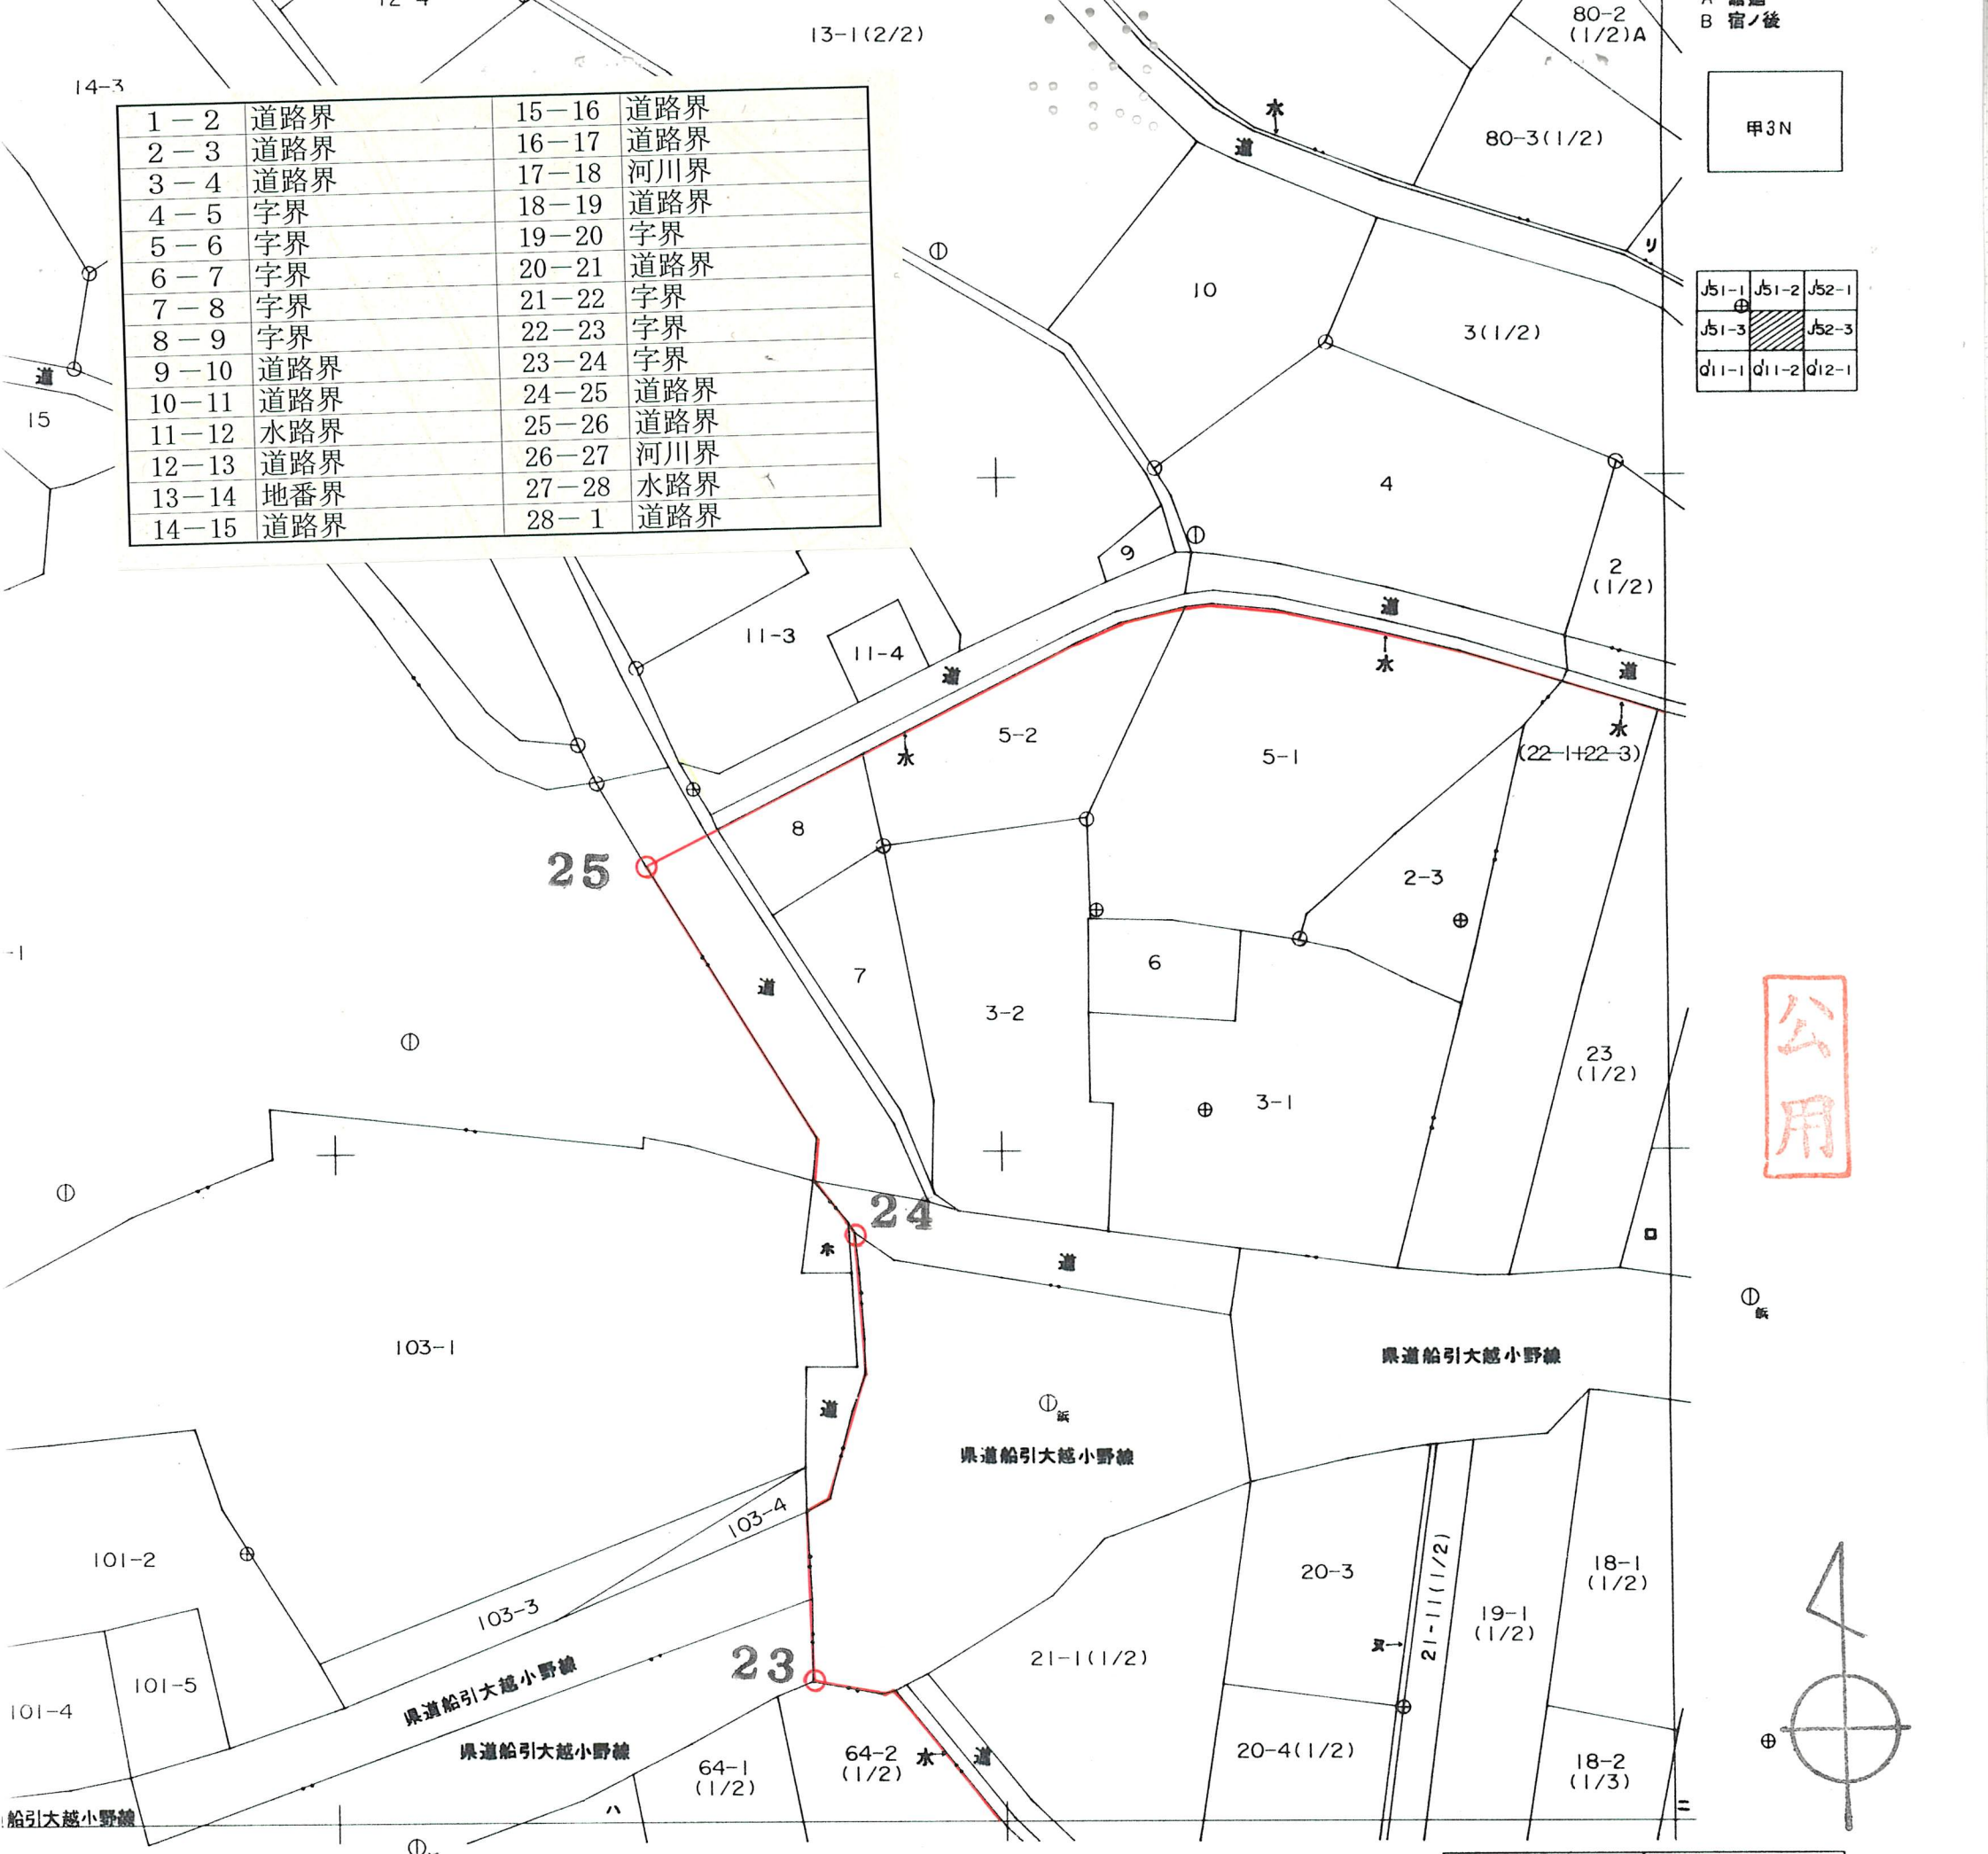 13-1(2/2)
80-2
(1/2)A
B 宿ノ後
14-3
甲3N
80-3(1/2)
水
道
リ
1-2 道路界 15-16 道路界
2-3 道路界 16-17 道路界
3-4 道路界 17-18 河川界
4-5 字界 18-19 道路界
5-6 字界 19-20 字界
6-7 字界 20-21 道路界
7-8 字界 21-22 字界
8-9 字界 22-23 字界
9-10 道路界 23-24 字界
10-11 道路界 24-25 道路界
11-12 水路界 25-26 道路界
12-13 道路界 26-27 河川界
13-14 地番界 27-28 水路界
14-15 道路界 28-1 道路界
10
3(1/2)
J51-1 J51-2 J52-1
J51-3 J52-3
Q11-1 Q11-2 Q12-1
道
15
4
9
2
(1/2)
道
11-3
11-4
道
水
道
水
5-2
水
5-1
(22-1+22-3)
8
25
2-3
-1
7
道
6
3-2
公用
23
(1/2)
3-1
24
水
道
ロ
浜
103-1
県道船引大越小野線
道
浜
県道船引大越小野線
103-4
101-2
20-3
18-1
(1/2)
21-11(1/2)
103-3
19-1
(1/2)
23
21-1(1/2)
101-5
県道船引大越小野線
101-4
県道船引大越小野線
64-1
(1/2)
64-2
(1/2)
水
道
20-4(1/2)
18-2
(1/3)
ハ
ニ
船引大越小野線